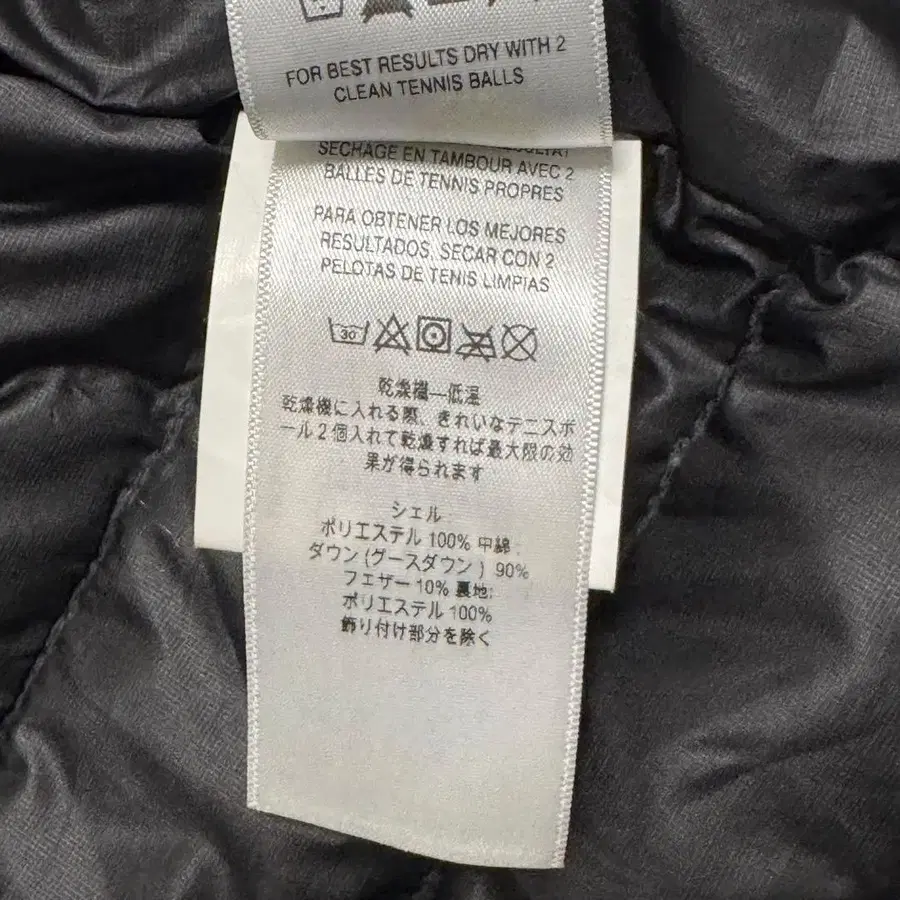 FOR BEST RESULTS DRY WITH 2
CLEAN TENNIS BALLS
SÉCHAGE EN TAMBOUR AVEC 2
BALLES DE TENNIS PROPRES
PARA OBTENER LOS MEJORES
RESULTADOS, SECAR CON 2
PELOTAS DE TENIS LIMPIAS
30
乾燥機—低温
乾燥機に入れる際、きれいなテニスボ
ール2個入れて乾燥すれば最大限の効
果が得られます
シェル:
ポリエステル 100% 中綿:
ダウン (グースダウン) 90%
フェザー 10% 裏地:
ポリエステル 100%
飾り付け部分を除く